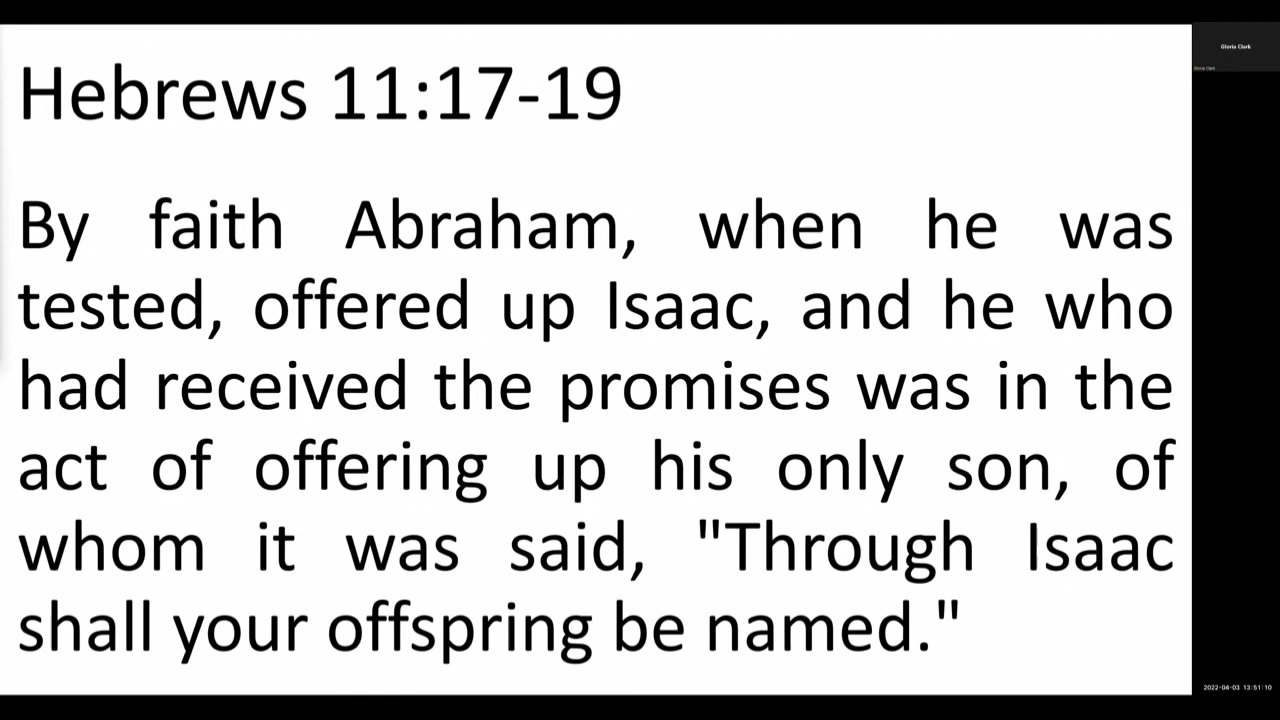 Hebrews 11:17-19
By faith Abraham, when he was
tested, offered up Isaac, and he who
had received the promises was in the
act of offering up his only son, of
whom it was said, "Through Isaac
shall your offspring be named."
Gloria Clark
Gloria Clark
2022-04-03 13:51:10